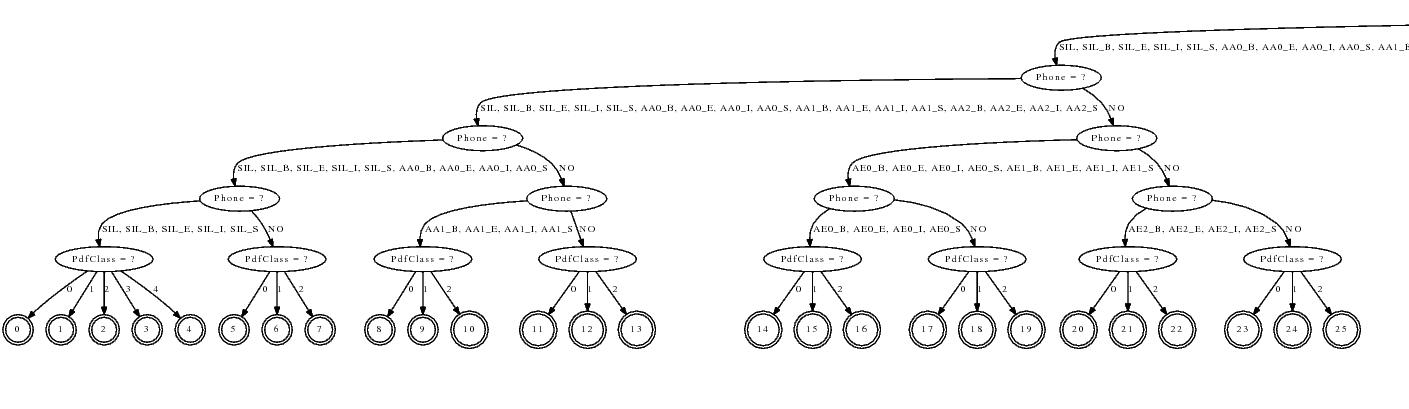 SIL, SIL_B, SIL_E, SIL_I, SIL_S, AA0_B, AA0_E, AA0_I, AA0_S, AA1_E
Phone = ?
SIL, SIL_B, SIL_E, SIL_I, SIL_S, AA0_B, AA0_E, AA0_I, AA0_S, AA1_B, AA1_E, AA1_I, AA1_S, AA2_B, AA2_E, AA2_I, AA2_S NO
Phone = ? Phone = ?
SIL, SIL_B, SIL_E, SIL_I, SIL_S, AA0_B, AA0_E, AA0_I, AA0_S NO AE0_B, AE0_E, AE0_I, AE0_S, AE1_B, AE1_E, AE1_I, AE1_S NO
Phone = ? Phone = ? Phone = ? Phone = ?
SIL, SIL_B, SIL_E, SIL_I, SIL_S NO AA1_B, AA1_E, AA1_I, AA1_S NO AE0_B, AE0_E, AE0_I, AE0_S NO AE2_B, AE2_E, AE2_I, AE2_S NO
PdfClass = ? PdfClass = ? PdfClass = ? PdfClass = ? PdfClass = ? PdfClass = ? PdfClass = ? PdfClass = ?
0 1 2 3 4 0 1 2 0 1 2 0 1 2 0 1 2 0 1 2 0 1 2 0 1 2
0 1 2 3 4 5 6 7 8 9 10 11 12 13 14 15 16 17 18 19 20 21 22 23 24 25